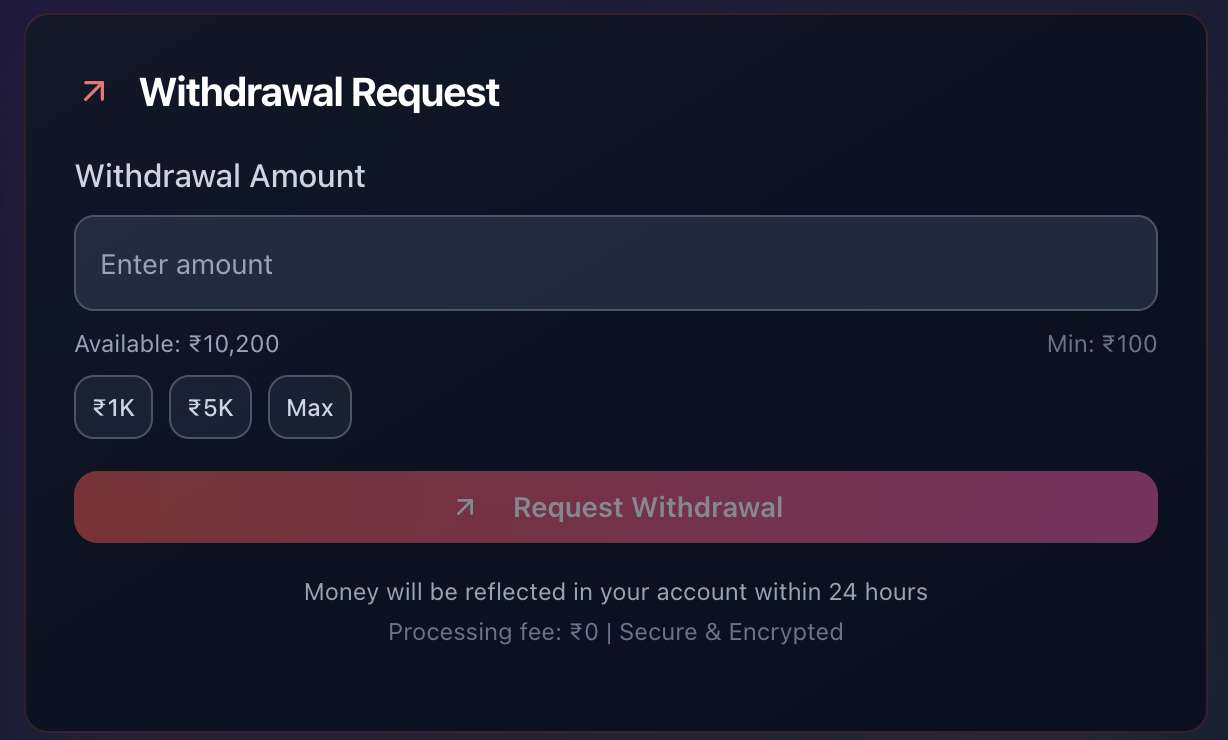 Withdrawal Request
Withdrawal Amount
Enter amount
Available: ₹10,200 Min: ₹100
₹1K ₹5K Max
Request Withdrawal
Money will be reflected in your account within 24 hours
Processing fee: ₹0 | Secure & Encrypted